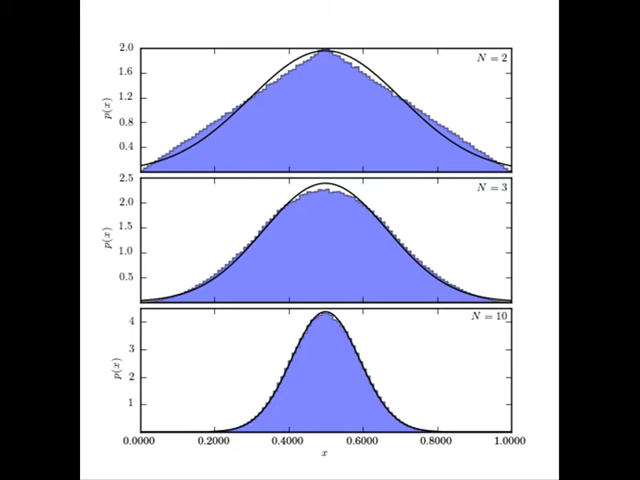 2.0
N = 2
1.6
1.2
p(x)
0.8
0.4
2.5
N = 3
2.0
1.5
p(x)
1.0
0.5
N = 10
4
3
p(x)
2
1
0.0000 0.2000 0.4000 0.6000 0.8000 1.0000
x